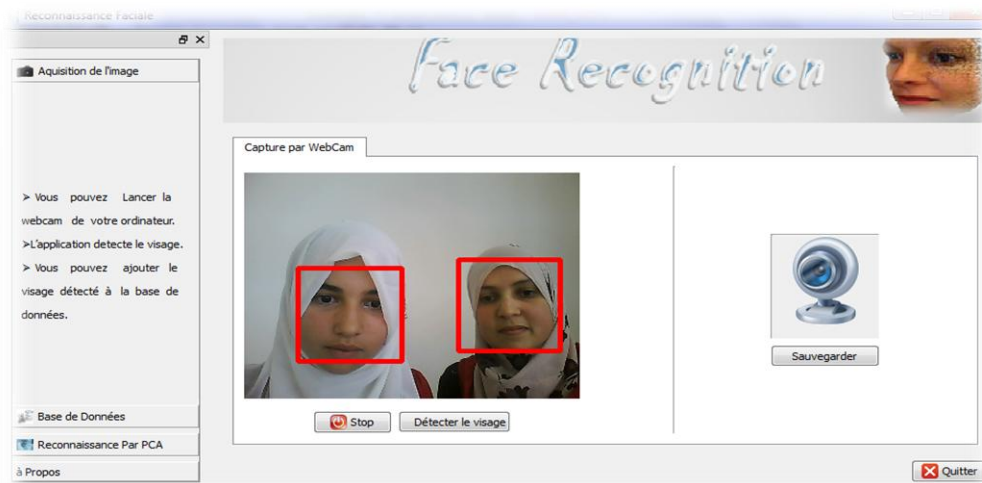 Reconnaissance Faciale
Aquisition de l'image
Face Recognition
Capture par WebCam
➢ Vous pouvez Lancer la
webcam de votre ordinateur.
➢L'application detecte le visage.
➢ Vous pouvez ajouter le
visage détecté à la base de
données.
Sauvegarder
Stop
Détecter le visage
Base de Données
Reconnaissance Par PCA
à Propos
Quitter